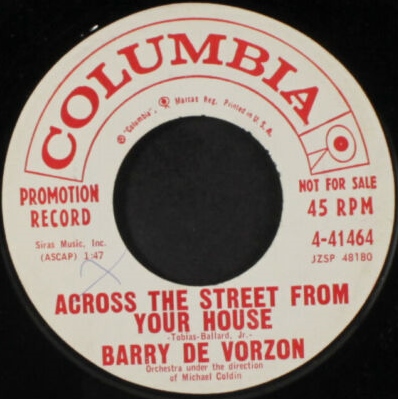 COLUMBIA
® "Columbia", Marcas Reg. Printed in U.S.A.
PROMOTION
RECORD
NOT FOR SALE
45 RPM
Siras Music, Inc.
(ASCAP) 1:47
4-41464
JZSP 48180
ACROSS THE STREET FROM
YOUR HOUSE
-Tobias-Ballard, Jr.-
BARRY DE VORZON
Orchestra under the direction
of Michael Coldin